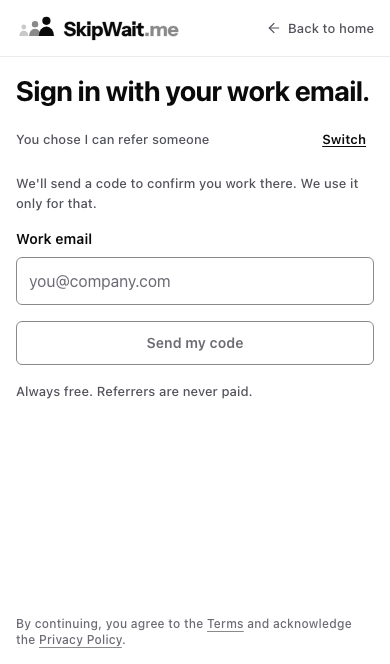 SkipWait.me
← Back to home
Sign in with your work email.
You chose I can refer someone
Switch
We'll send a code to confirm you work there. We use it
only for that.
Work email
you@company.com
Send my code
Always free. Referrers are never paid.
By continuing, you agree to the Terms and acknowledge
the Privacy Policy.